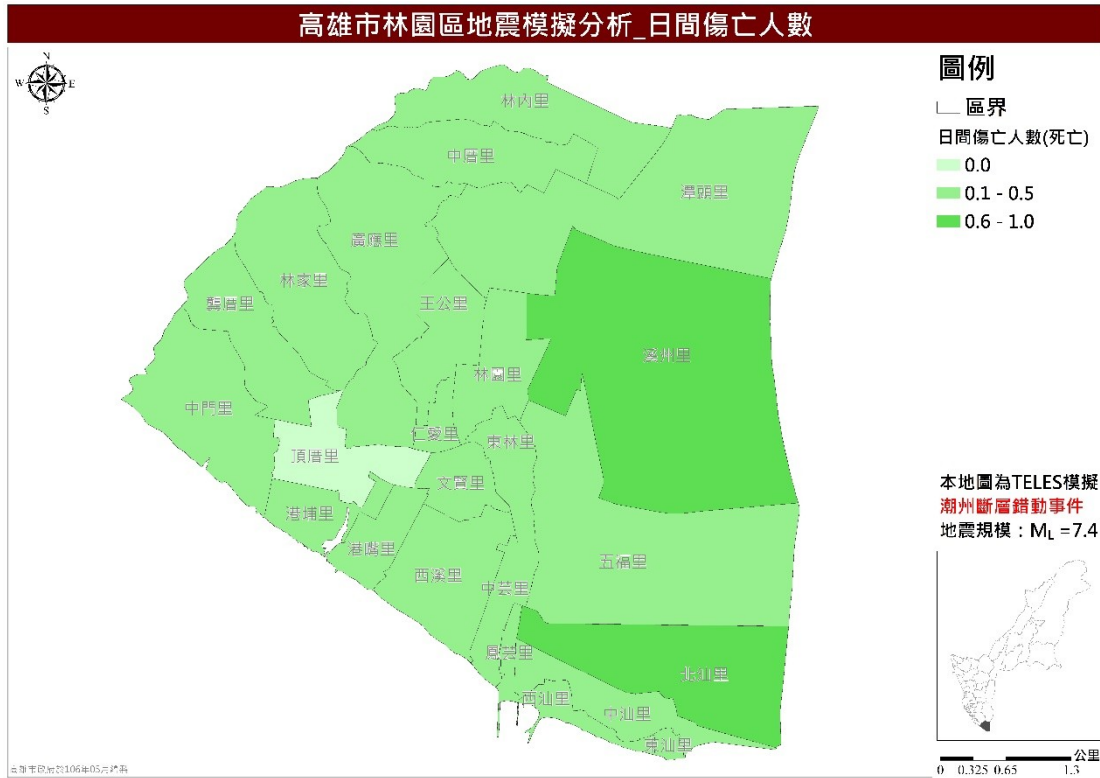 高雄市林園區地震模擬分析_日間傷亡人數
N
W
E
S
圖例
區界
日間傷亡人數(死亡)
0.0
0.1 - 0.5
0.6 - 1.0
林內里
中厝里
潭頭里
廣應里
林家里
王公里
龔厝里
溪州里
林園里
中門里
仁愛里
東林里
頂厝里
文賢里
港埔里
港嘴里
西溪里
五福里
中芸里
鳳芸里
北汕里
西汕里
中汕里
東汕里
本地圖為TELES模擬
潮州斷層錯動事件
地震規模：ML =7.4
公里
0 0.325 0.65 1.3